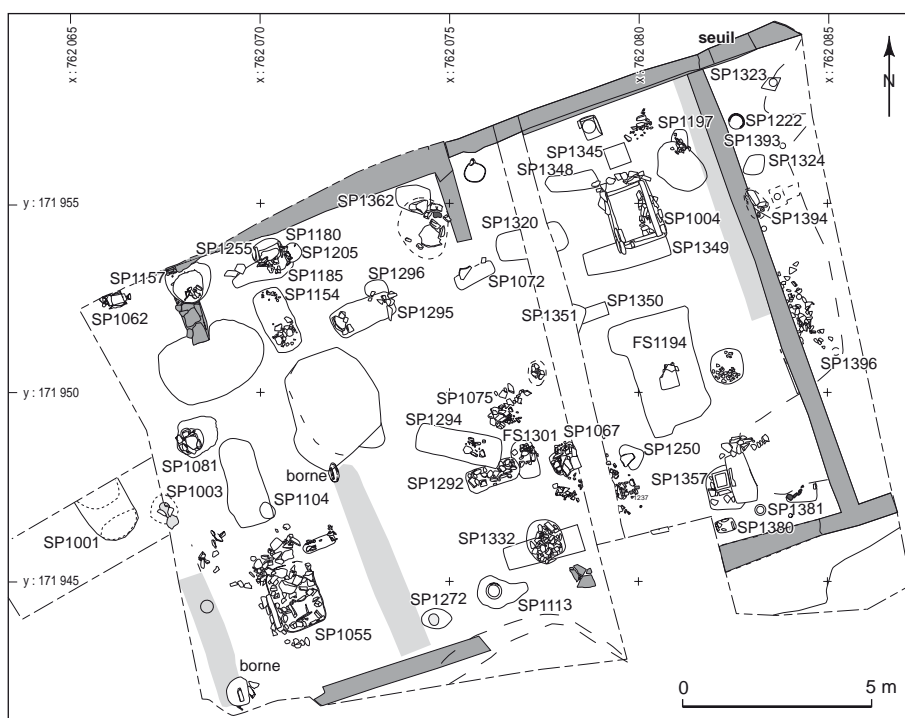 x : 762 065
x : 762 070
x : 762 075
x : 762 080
x : 762 085
seuil
N
SP1323
SP1222
SP1197
SP1393
SP1345
SP1324
SP1348
y : 171 955
SP1362
SP1320
SP1004
SP1394
SP1180
SP1255
SP1205
SP1349
SP1157
SP1185
SP1296
SP1072
SP1062
SP1154
SP1295
SP1350
SP1351
FS1194
SP1396
y : 171 950
SP1075
SP1294
FS1301
SP1067
SP1250
SP1081
borne
SP1292
SP1357
1237
SP1003
SP1104
SP1381
SP1001
SP1332
SP1380
y : 171 945
SP1272
SP1113
SP1055
borne
0
5 m